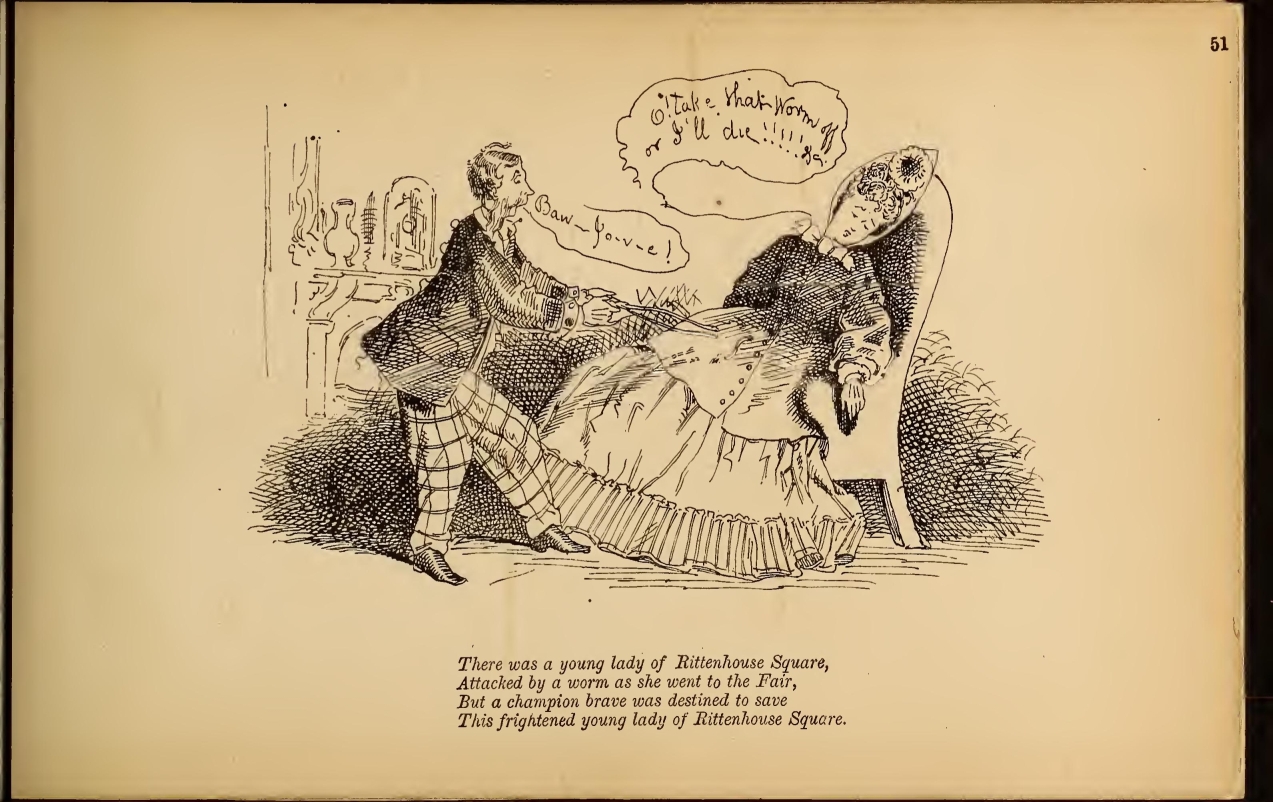 51
O! take that Worm off
or I'll die!!!!! &c.
Baw—Jo-v-e!
There was a young lady of Rittenhouse Square,
Attacked by a worm as she went to the Fair,
But a champion brave was destined to save
This frightened young lady of Rittenhouse Square.